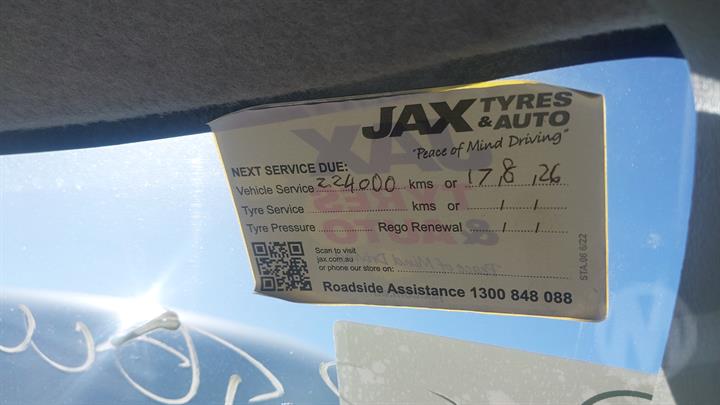 JAX TYRES & AUTO
"Peace of Mind Driving"
NEXT SERVICE DUE:
Vehicle Service 224000 kms or 17/8/26
Tyre Service kms or / /
Tyre Pressure Rego Renewal / /
Scan to visit
jax.com.au
or phone our store on:
Roadside Assistance 1300 848 088
STA.06 6/22